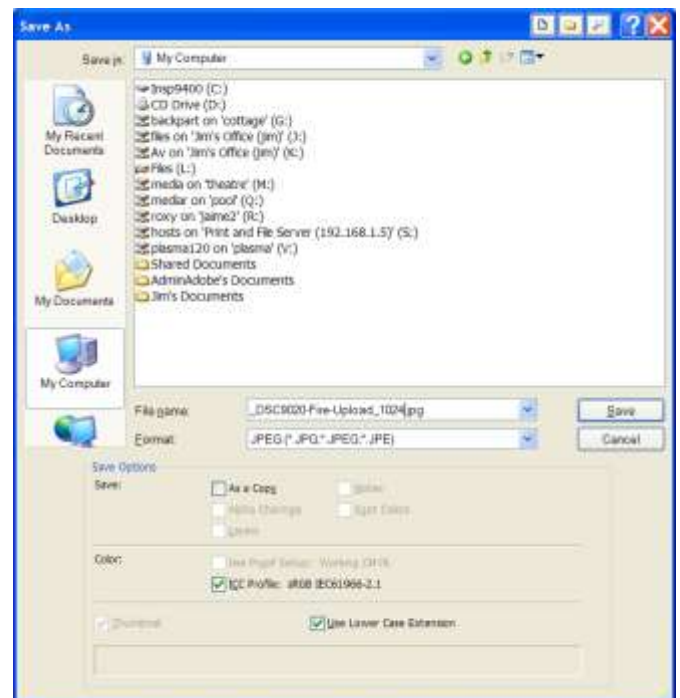 Save As
Save in: My Computer
Insp9400 (C:)
CD Drive (D:)
backpart on 'cottage' (G:)
files on 'Jim's Office (jim)' (J:)
Av on 'Jim's Office (jim)' (K:)
Files (L:)
media on 'theatre' (M:)
mediar on 'pool' (Q:)
roxy on 'jaime2' (R:)
hosts on 'Print and File Server (192.168.1.5)' (S:)
plasma120 on 'plasma' (V:)
Shared Documents
AdminAdobe's Documents
Jim's Documents
My Recent
Documents
Desktop
My Documents
My Computer
File name: _DSC9020-Fire-Upload_1024.jpg Save
Format: JPEG (*.JPG;*.JPEG;*.JPE) Cancel
Save Options
Save: As a Copy Notes
Alpha Channels Spot Colors
Layers
Color: Use Proof Setup: Working CMYK
ICC Profile: sRGB IEC61966-2.1
Thumbnail Use Lower Case Extension